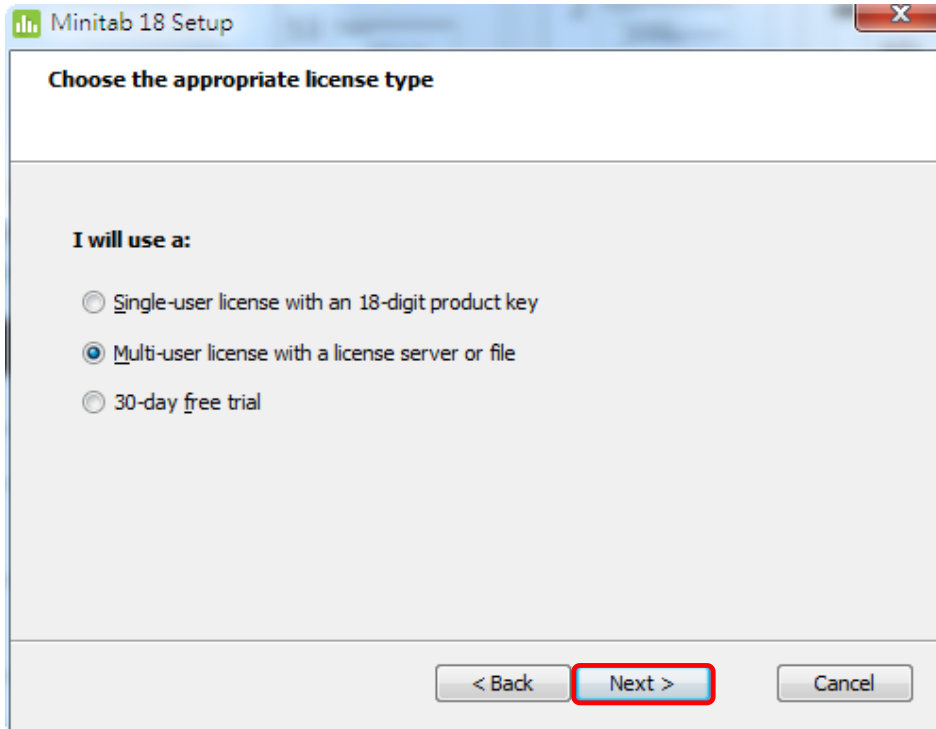 Minitab 18 Setup
Choose the appropriate license type
I will use a:
Single-user license with an 18-digit product key
Multi-user license with a license server or file
30-day free trial
< Back
Next >
Cancel